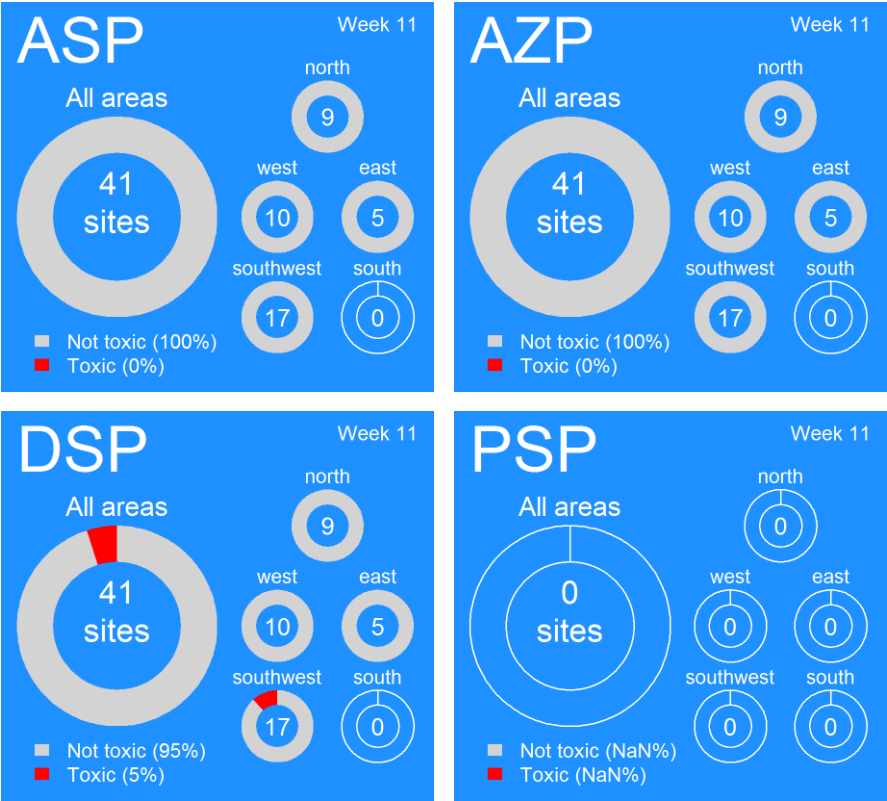 ASP
Week 11
north
All areas
9
41
sites
west
east
10
5
southwest
south
17
0
Not toxic (100%)
Toxic (0%)
AZP
Week 11
north
All areas
9
41
sites
west
east
10
5
southwest
south
17
0
Not toxic (100%)
Toxic (0%)
DSP
Week 11
north
All areas
9
41
sites
west
east
10
5
southwest
south
17
0
Not toxic (95%)
Toxic (5%)
PSP
Week 11
north
All areas
0
0
sites
west
east
0
0
southwest
south
0
0
Not toxic (NaN%)
Toxic (NaN%)